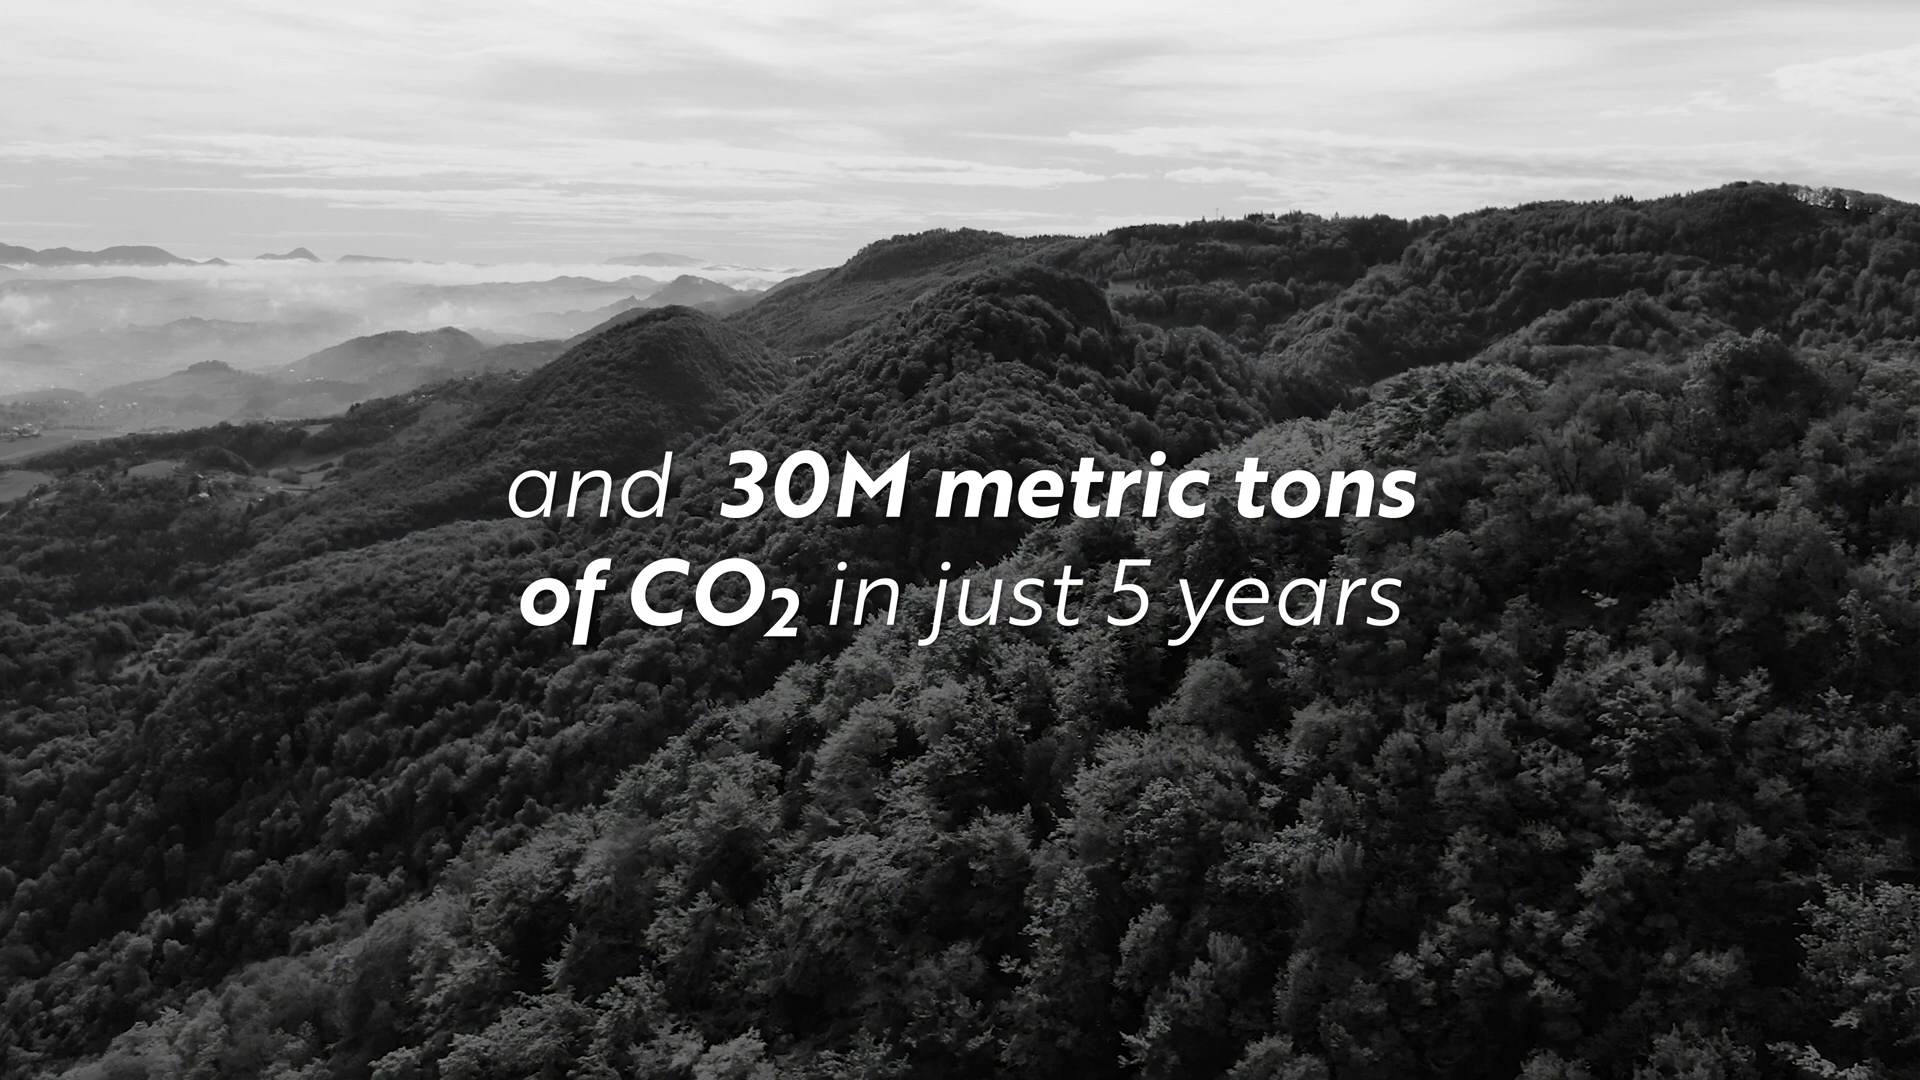 and 30M metric tons
of CO₂ in just 5 years